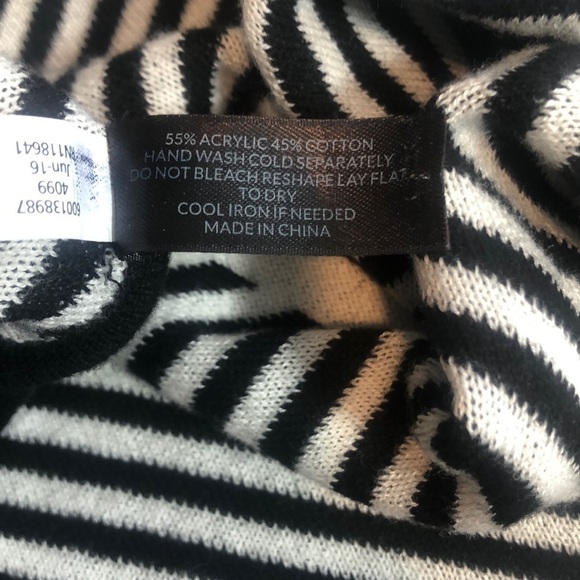 55% ACRYLIC 45% COTTON
HAND WASH COLD SEPARATELY
DO NOT BLEACH RESHAPE LAY FLAT
TO DRY
COOL IRON IF NEEDED
MADE IN CHINA
600138987
4099
Jun-16
RN118641